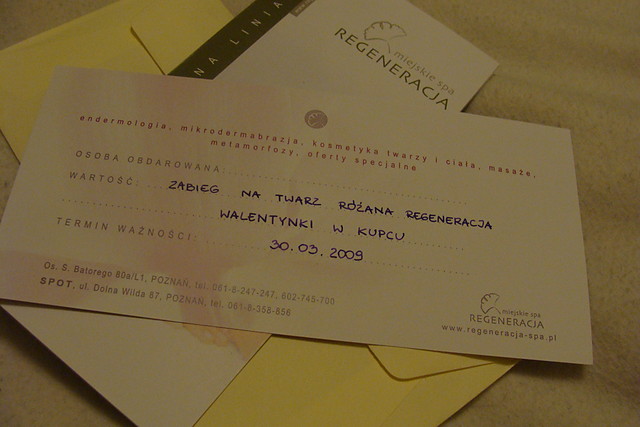 NA LINIA
miejskie spa
REGENERACJA
endermologia, mikrodermabrazja, kosmetyka twarzy i ciała, masaże,
metamorfozy, oferty specjalne
OSOBA OBDAROWANA:
WARTOŚĆ: ZABIEG NA TWARZ RÓŻANA REGENERACJA
WALENTYNKI W KUPCU
TERMIN WAŻNOŚCI: 30.03.2009
Os. S. Batorego 80a/L1, POZNAŃ, tel. 061-8-247-247, 602-745-700
SPOT, ul. Dolna Wilda 87, POZNAŃ, tel. 061-8-358-856
miejskie spa
REGENERACJA
www.regeneracja-spa.pl